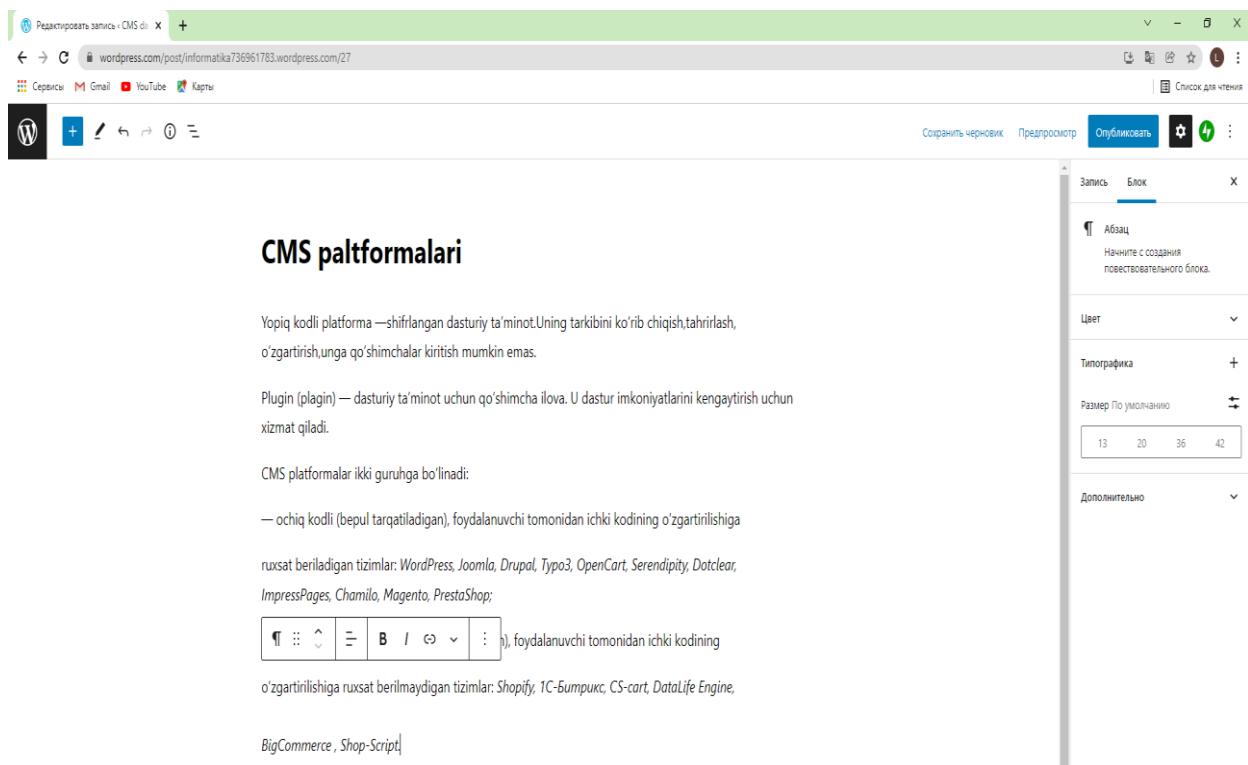 Редактировать запись ‹ CMS da
wordpress.com/post/informatika736961783.wordpress.com/27
L
Сервисы Gmail YouTube Карты Список для чтения
Сохранить черновик Предпросмотр Опубликовать
Запись Блок
Абзац
Начните с создания
повествовательного блока.
Цвет
Типографика
Размер По умолчанию
13 20 36 42
Дополнительно
CMS paltformalari
Yopiq kodli platforma —shifrlangan dasturiy ta’minot.Uning tarkibini ko‘rib chiqish,tahrirlash,
o‘zgartirish,unga qo‘shimchalar kiritish mumkin emas.
Plugin (plagin) — dasturiy ta’minot uchun qo‘shimcha ilova. U dastur imkoniyatlarini kengaytirish uchun
xizmat qiladi.
CMS platformalar ikki guruhga bo‘linadi:
— ochiq kodli (bepul tarqatiladigan), foydalanuvchi tomonidan ichki kodining o‘zgartirilishiga
ruxsat beriladigan tizimlar: WordPress, Joomla, Drupal, Typo3, OpenCart, Serendipity, Dotclear,
ImpressPages, Chamilo, Magento, PrestaShop;
B I
), foydalanuvchi tomonidan ichki kodining
o‘zgartirilishiga ruxsat berilmaydigan tizimlar: Shopify, 1С-Битрикс, CS-cart, DataLife Engine,
BigCommerce , Shop-Script.